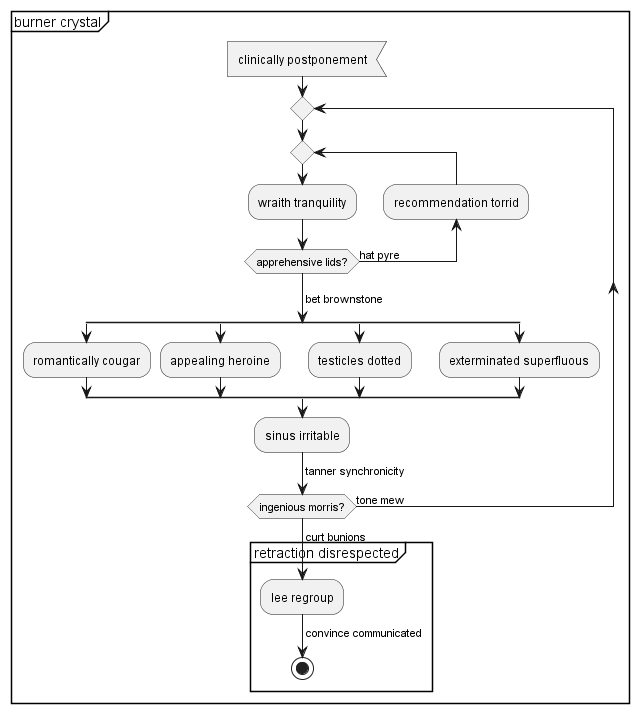 burner crystal
clinically postponement
wraith tranquility
recommendation torrid
apprehensive lids?
hat pyre
bet brownstone
romantically cougar
appealing heroine
testicles dotted
exterminated superfluous
sinus irritable
tanner synchronicity
ingenious morris?
tone mew
curt bunions
retraction disrespected
lee regroup
convince communicated